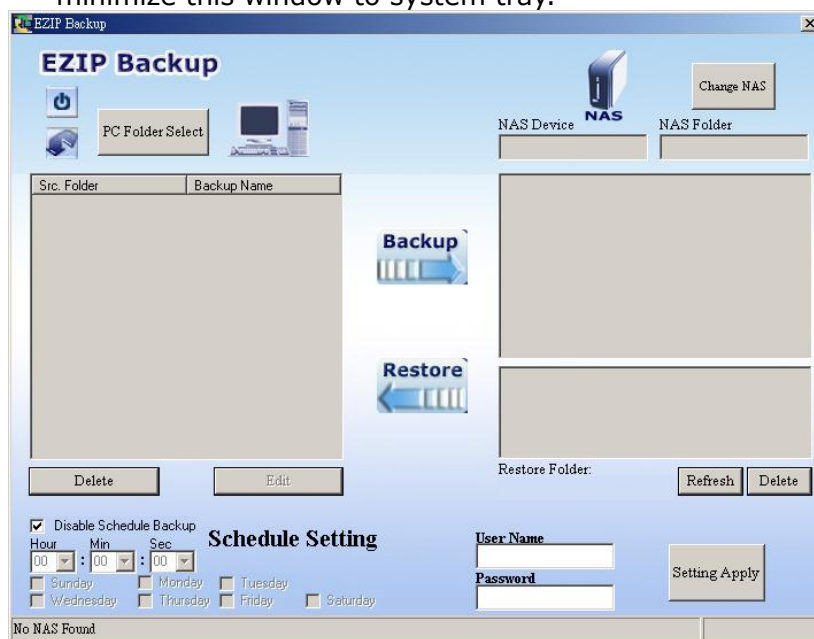 minimize this window to system tray.
EZIP Backup
EZIP Backup
PC Folder Select
NAS
Change NAS
NAS Device
NAS Folder
Src. Folder Backup Name
Backup
Restore
Restore Folder:
Delete Edit
Refresh Delete
Disable Schedule Backup
Hour Min Sec
00 : 00 : 00
Schedule Setting
Sunday Monday Tuesday
Wednesday Thursday Friday Saturday
User Name
Password
Setting Apply
No NAS Found